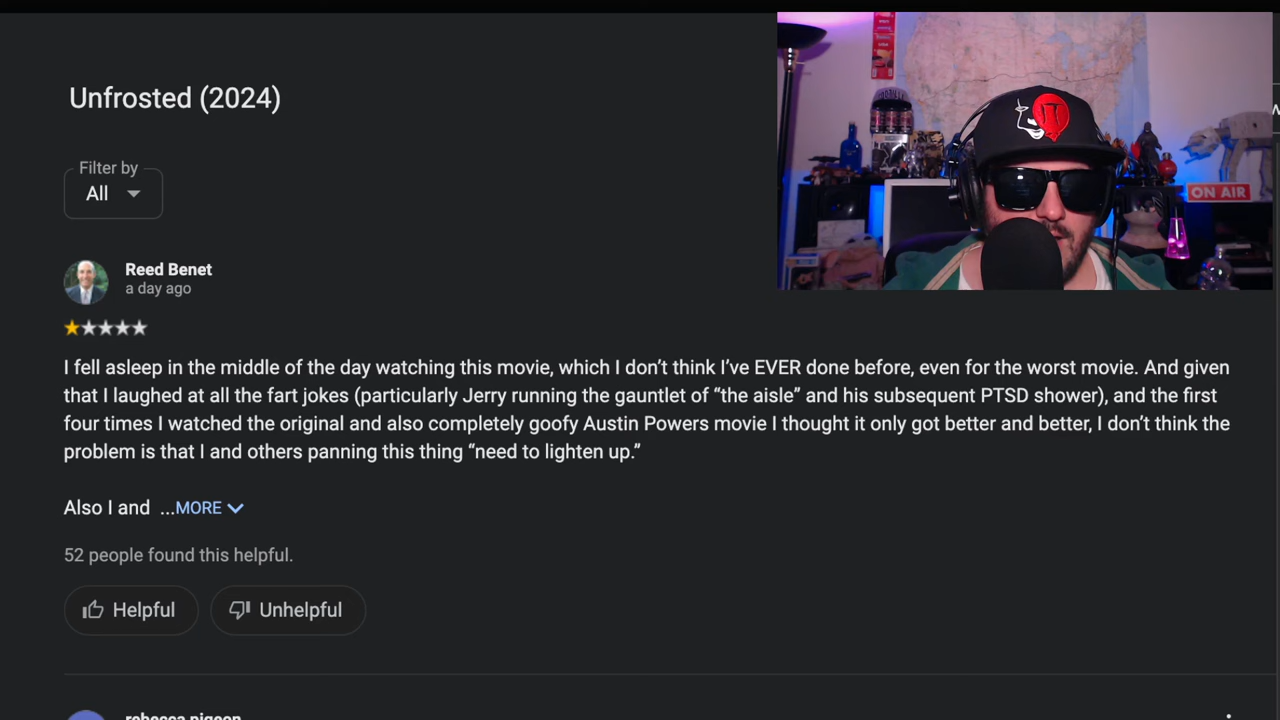 Unfrosted (2024)
Filter by
All
ON AIR
Reed Benet
a day ago
I fell asleep in the middle of the day watching this movie, which I don’t think I’ve EVER done before, even for the worst movie. And given
that I laughed at all the fart jokes (particularly Jerry running the gauntlet of “the aisle” and his subsequent PTSD shower), and the first
four times I watched the original and also completely goofy Austin Powers movie I thought it only got better and better, I don’t think the
problem is that I and others panning this thing “need to lighten up.”
Also I and ...MORE
52 people found this helpful.
Helpful
Unhelpful
rebecca pigeon